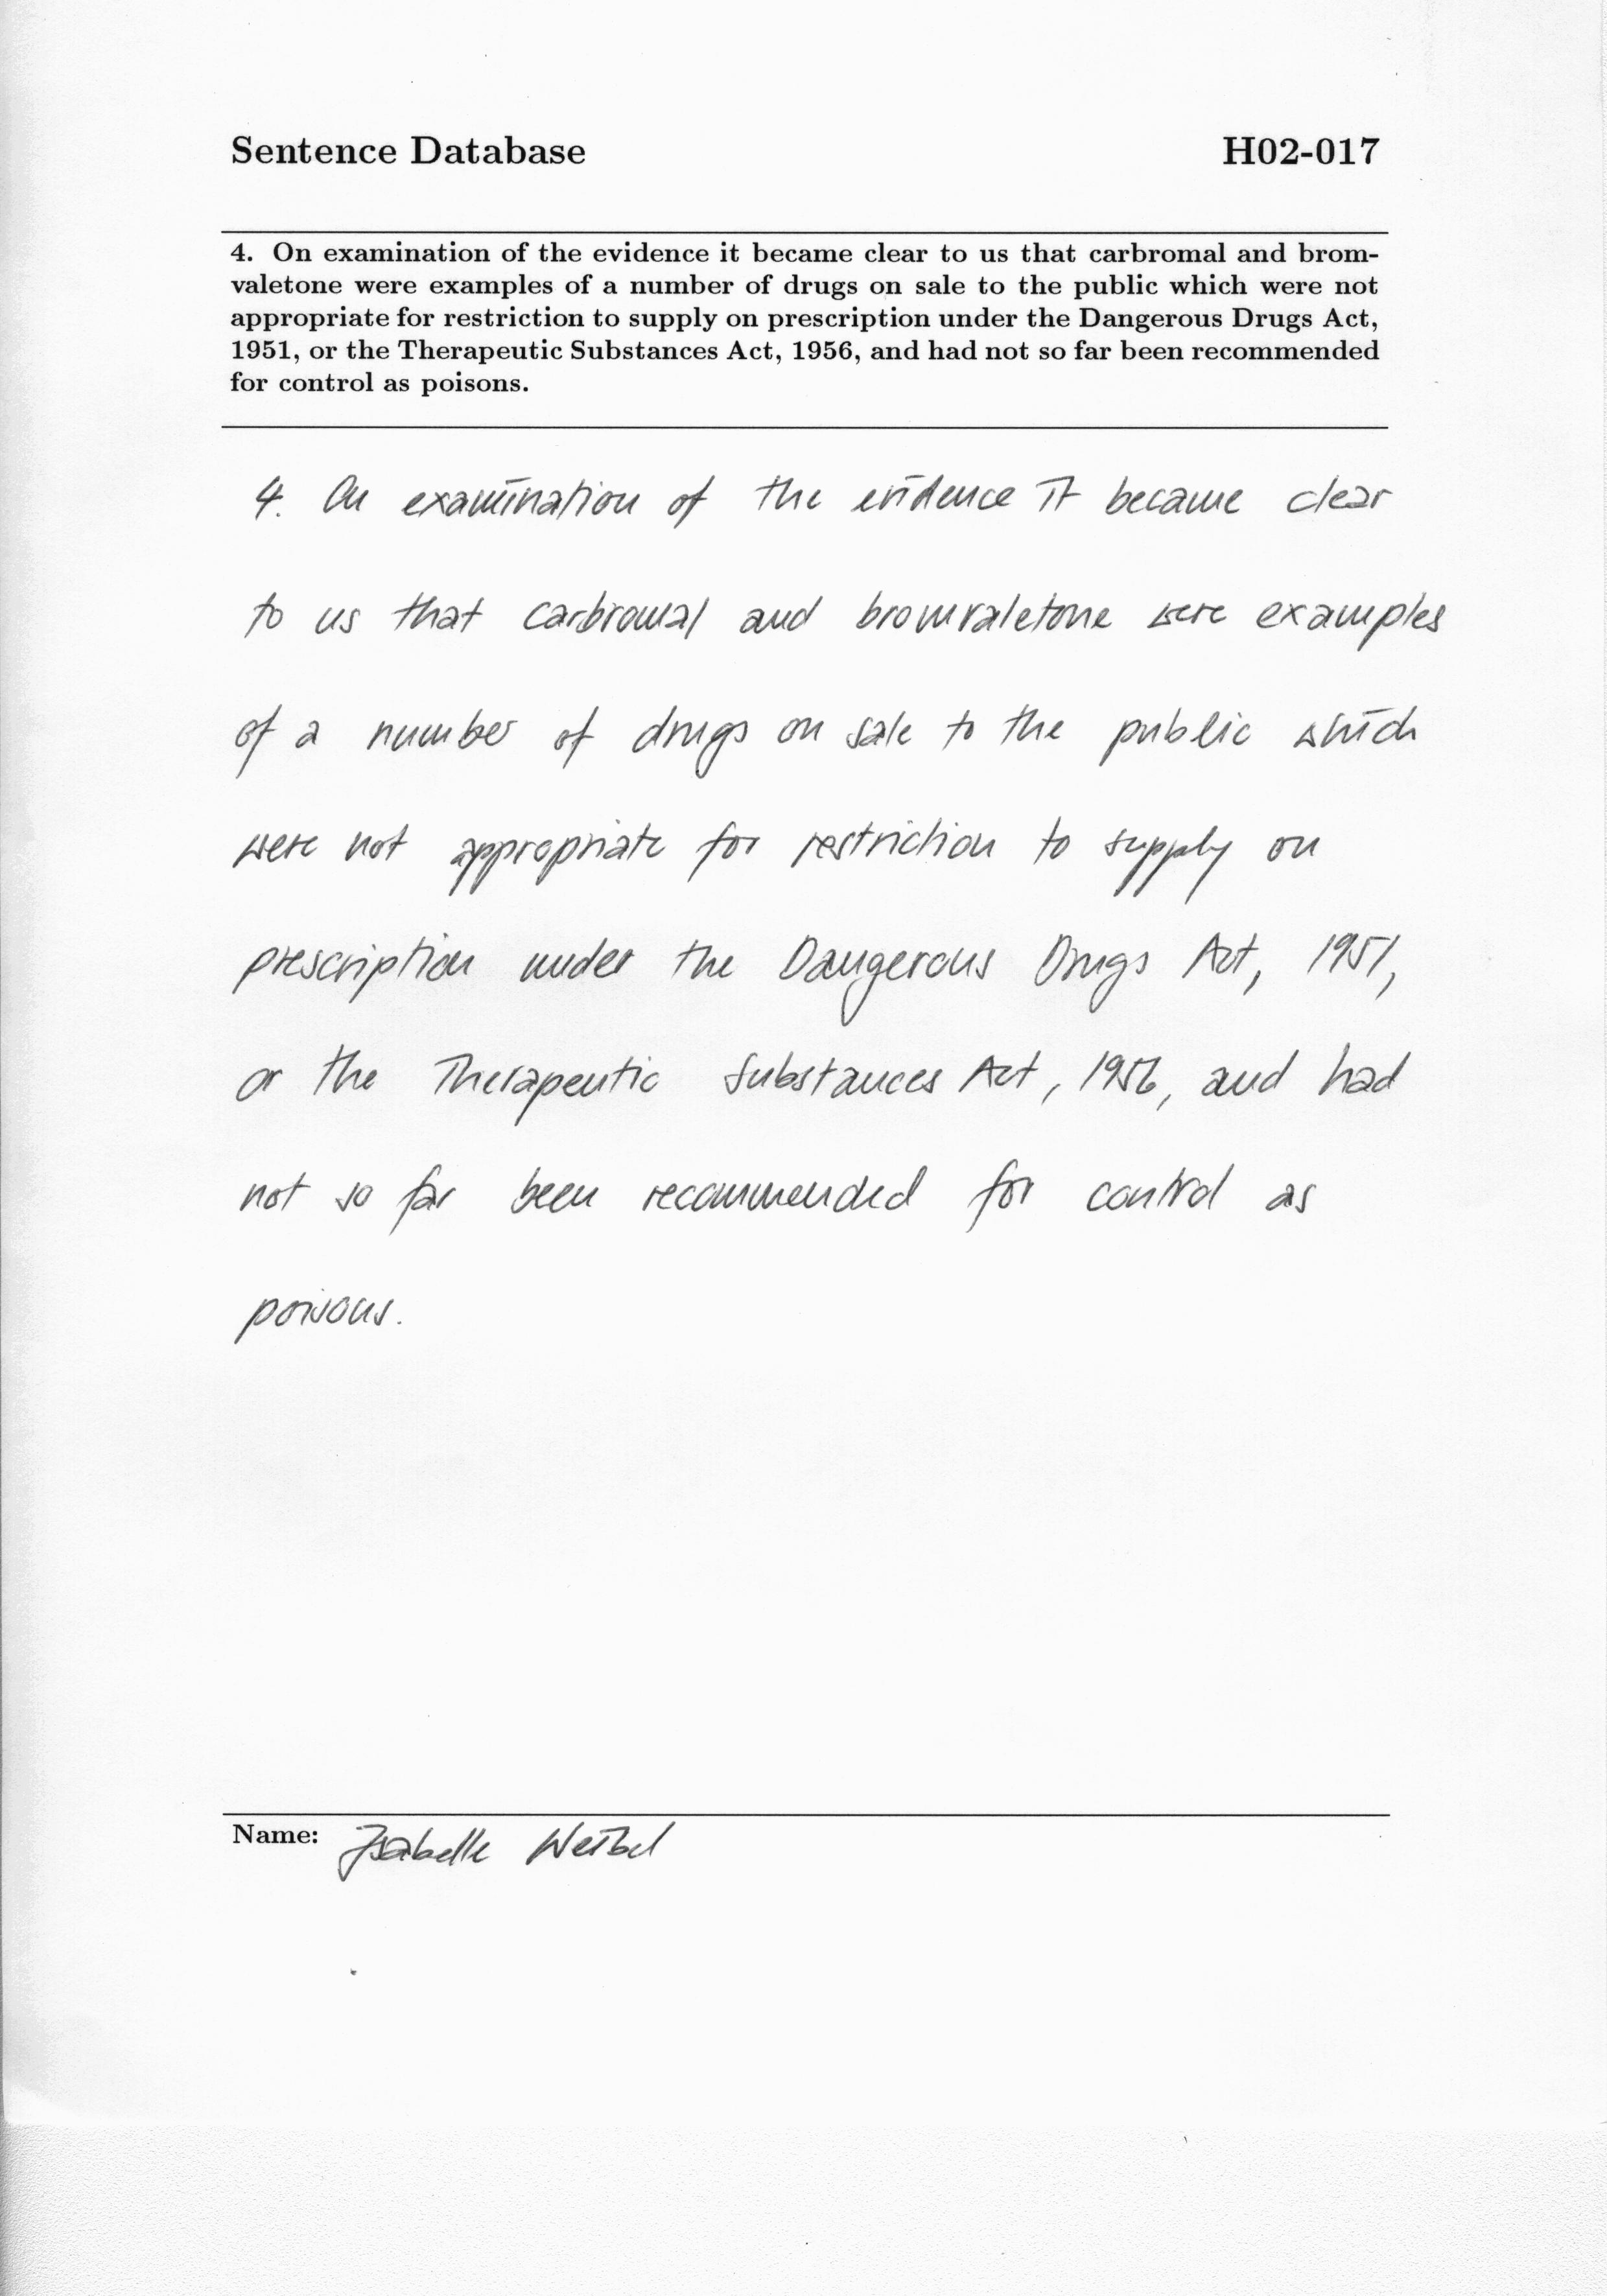 Sentence Database H02-017
4. On examination of the evidence it became clear to us that carbromal and brom-
valetone were examples of a number of drugs on sale to the public which were not
appropriate for restriction to supply on prescription under the Dangerous Drugs Act,
1951, or the Therapeutic Substances Act, 1956, and had not so far been recommended
for control as poisons.
4. On examination of the evidence it became clear
to us that carbromal and bromvaletone were examples
of a number of drugs on sale to the public which
were not appropriate for restriction to supply on
prescription under the Dangerous Drugs Act, 1951,
or the Therapeutic Substances Act, 1956, and had
not so far been recommended for control as
poisons.
Name: Isabelle Weibel